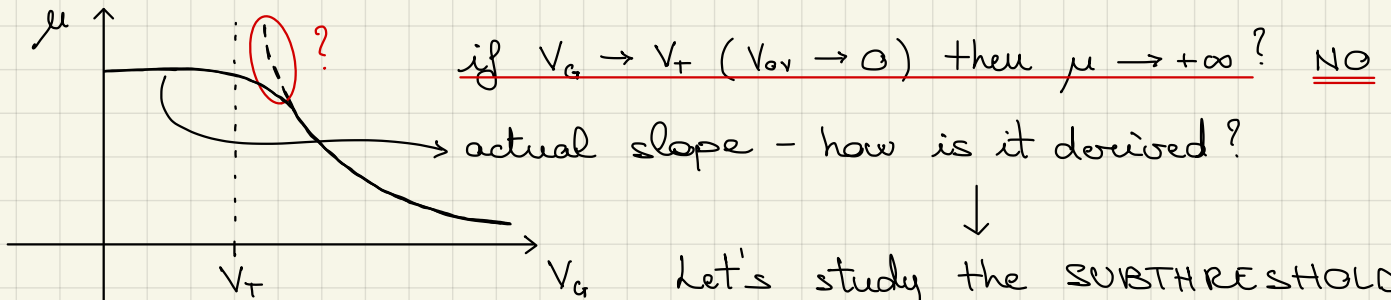 μ
?
if V_G → V_T (V_ov → 0) then μ → +∞? NO
actual slope - how is it derived?
↓
V_T
V_G
Let's study the SUBTHRESHOLD